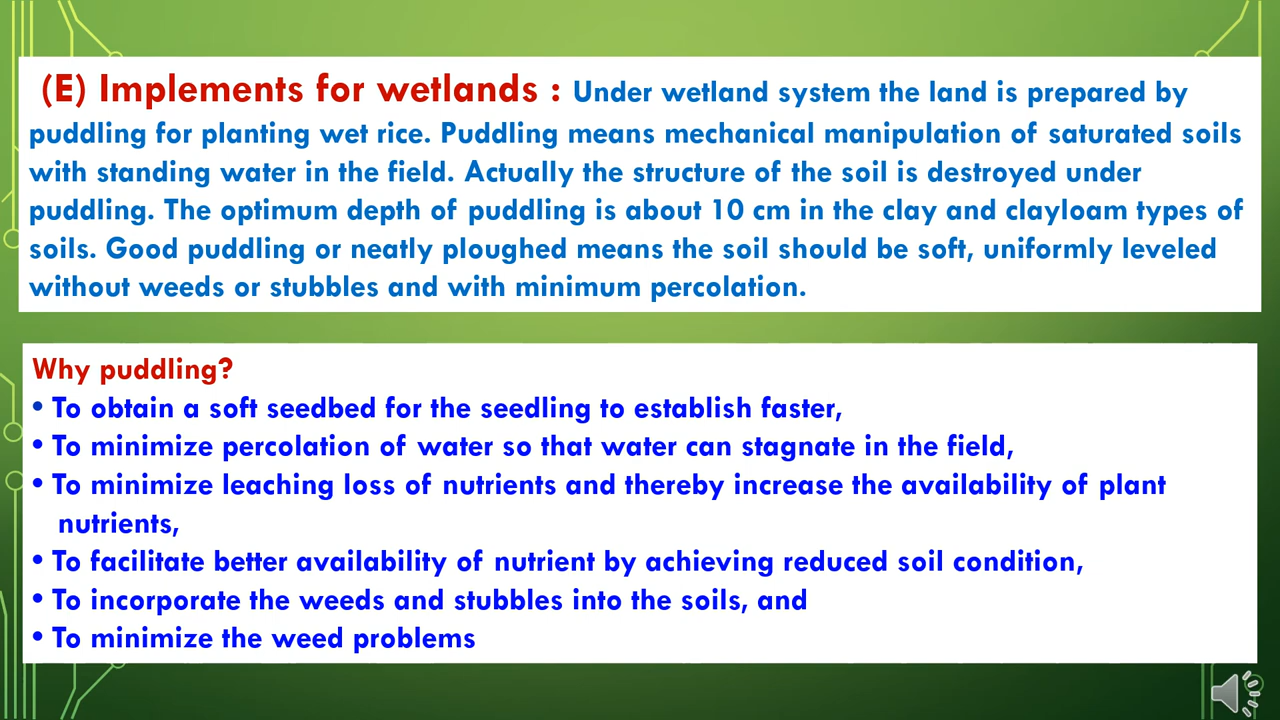 (E) Implements for wetlands : Under wetland system the land is prepared by
puddling for planting wet rice. Puddling means mechanical manipulation of saturated soils
with standing water in the field. Actually the structure of the soil is destroyed under
puddling. The optimum depth of puddling is about 10 cm in the clay and clayloam types of
soils. Good puddling or neatly ploughed means the soil should be soft, uniformly leveled
without weeds or stubbles and with minimum percolation.
Why puddling?
• To obtain a soft seedbed for the seedling to establish faster,
• To minimize percolation of water so that water can stagnate in the field,
• To minimize leaching loss of nutrients and thereby increase the availability of plant
nutrients,
• To facilitate better availability of nutrient by achieving reduced soil condition,
• To incorporate the weeds and stubbles into the soils, and
• To minimize the weed problems